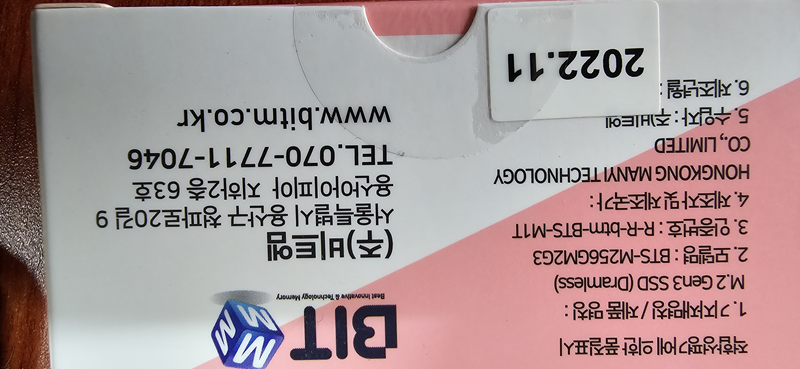 적합성평가에 의한 품질표시
1. 기자재명칭 / 제품 명칭 :
M.2 Gen3 SSD (Dramless)
2. 모델명 : BTS-M256GM2G3
3. 인증번호 : R-R-btm-BTS-M1T
4. 제조자 및 제조국가 :
HONGKONG MANYI TECHNOLOGY
CO., LIMITED
5. 수입자 : 주)비트엠
6. 제조년월 :
2022.11
BIT
MMM
Best Innovative & Technology Memory
(주)비트엠
서울특별시 용산구 청파로20길 9
용산아이피아 지하2층 63호
TEL.070-7711-7046
www.bitm.co.kr